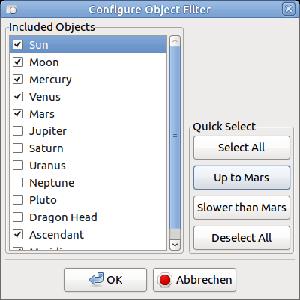 Configure Object Filter
Included Objects
Sun
Moon
Mercury
Venus
Mars
Jupiter
Saturn
Uranus
Neptune
Pluto
Dragon Head
Ascendant
Quick Select
Select All
Up to Mars
Slower than Mars
Deselect All
OK
Abbrechen